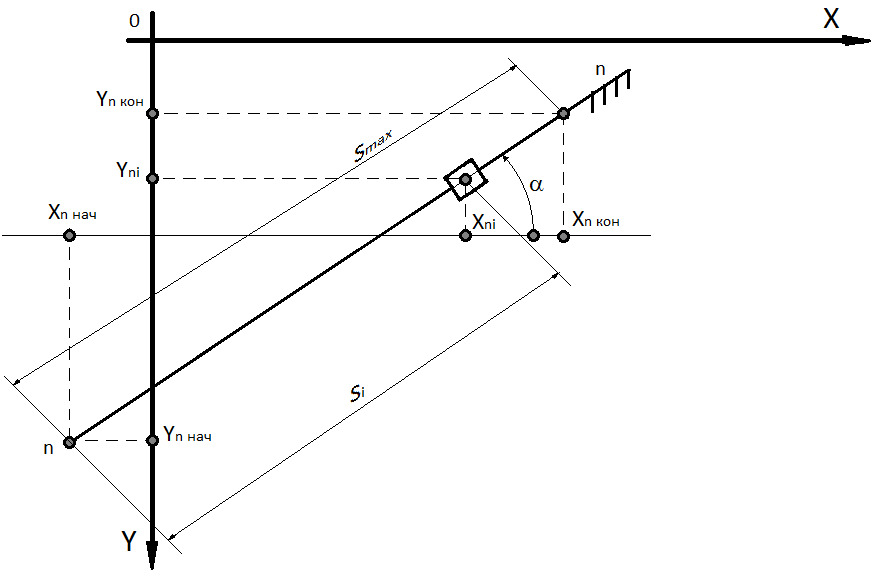 0
X
n
Yn кон
Smax
Yni
α
Xn нач
Xni
Xn кон
Si
Yn нач
n
Y